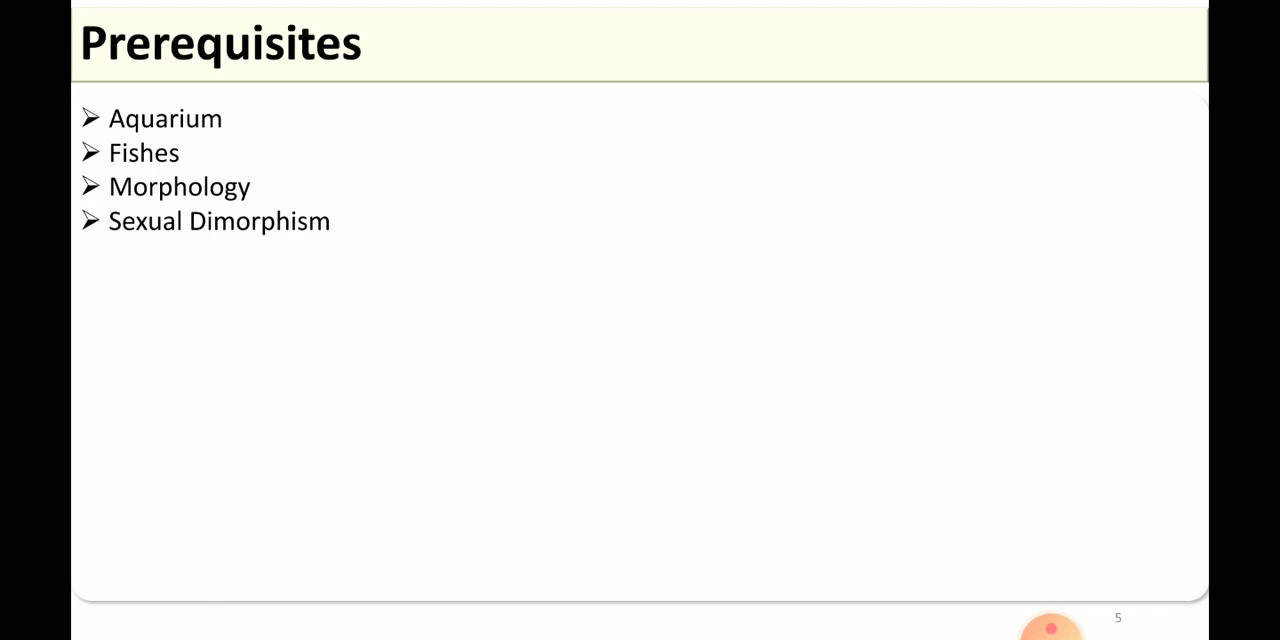 Prerequisites
➢ Aquarium
➢ Fishes
➢ Morphology
➢ Sexual Dimorphism
5